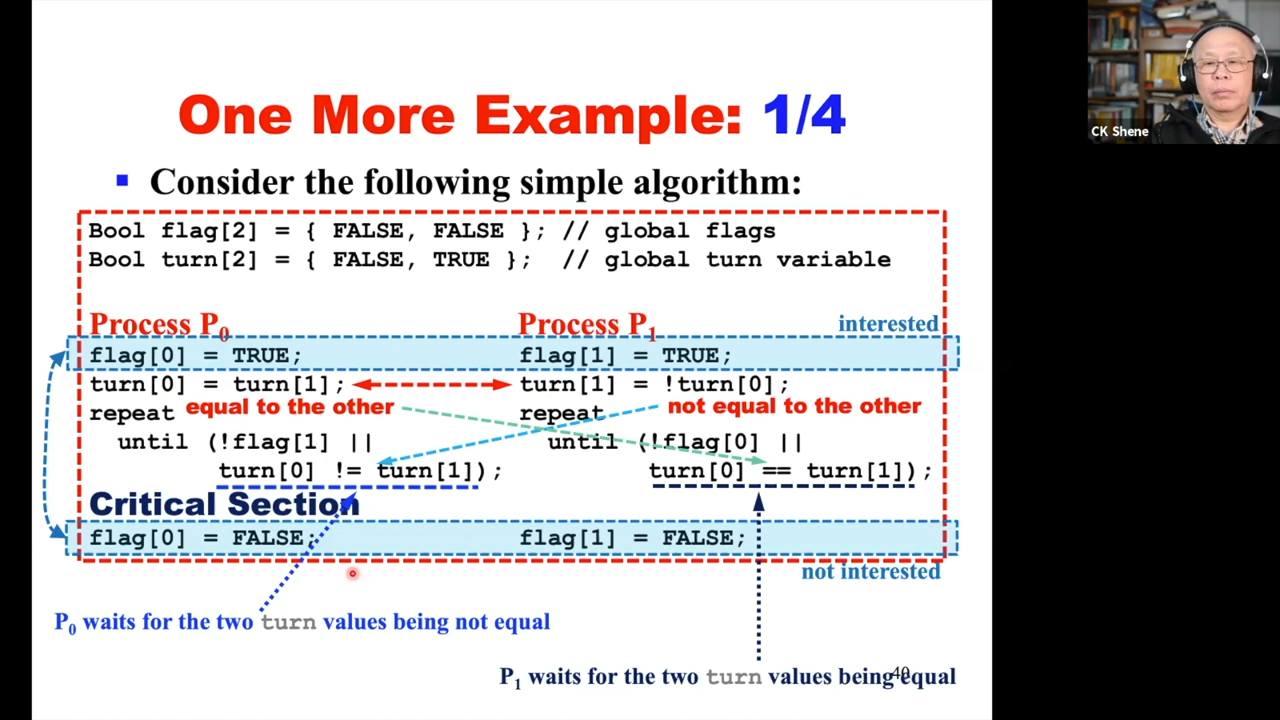 One More Example: 1/4
CK Shene
▪ Consider the following simple algorithm:
Bool flag[2] = { FALSE, FALSE }; // global flags
Bool turn[2] = { FALSE, TRUE }; // global turn variable
Process P0 Process P1 interested
flag[0] = TRUE; flag[1] = TRUE;
turn[0] = turn[1]; turn[1] = !turn[0];
repeat equal to the other repeat not equal to the other
until (!flag[1] || until (!flag[0] ||
turn[0] != turn[1]); turn[0] == turn[1]);
Critical Section
flag[0] = FALSE; flag[1] = FALSE;
not interested
P0 waits for the two turn values being not equal
P1 waits for the two turn values being equal
40